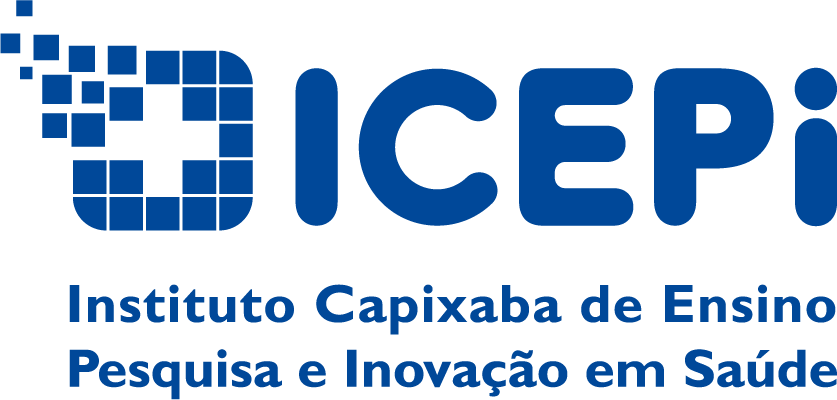 ICEPi
Instituto Capixaba de Ensino
Pesquisa e Inovação em Saúde